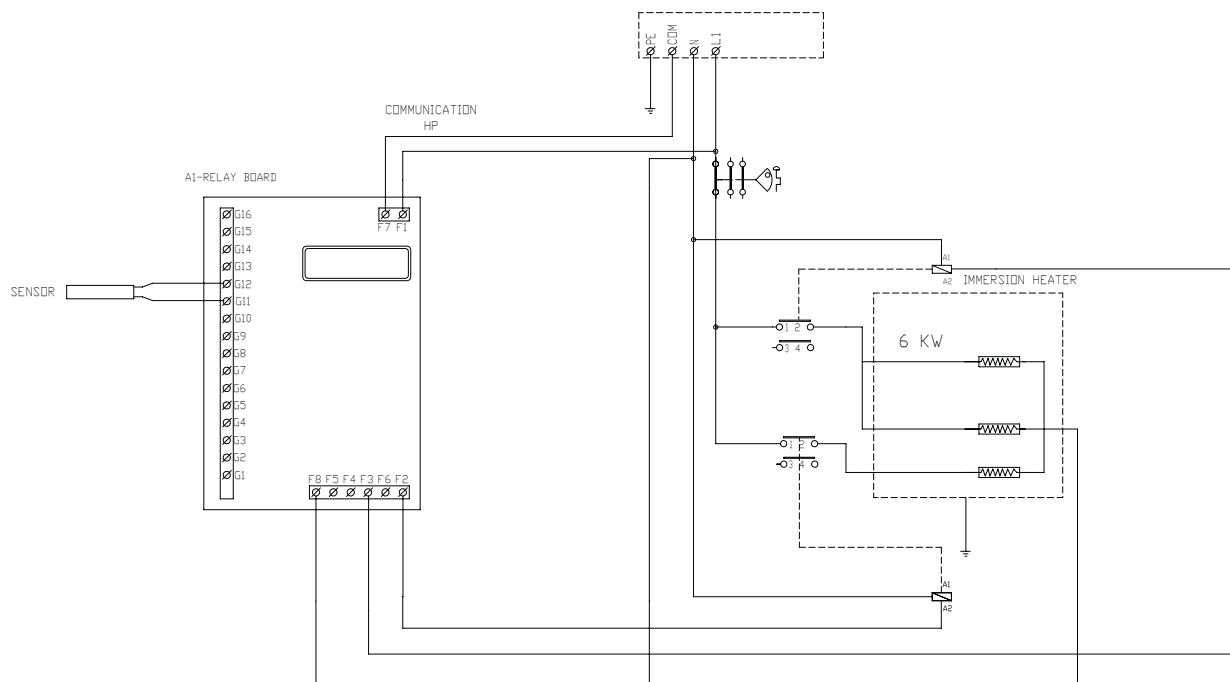 PE
COM
N
L1
COMMUNICATION
HP
A1-RELAY BOARD
G16
G15
G14
G13
G12
G11
G10
G9
G8
G7
G6
G5
G4
G3
G2
G1
F7 F1
SENSOR
A1
A2
IMMERSION HEATER
1 2
3 4
6 KW
1 2
3 4
F8 F5 F4 F3 F6 F2
A1
A2